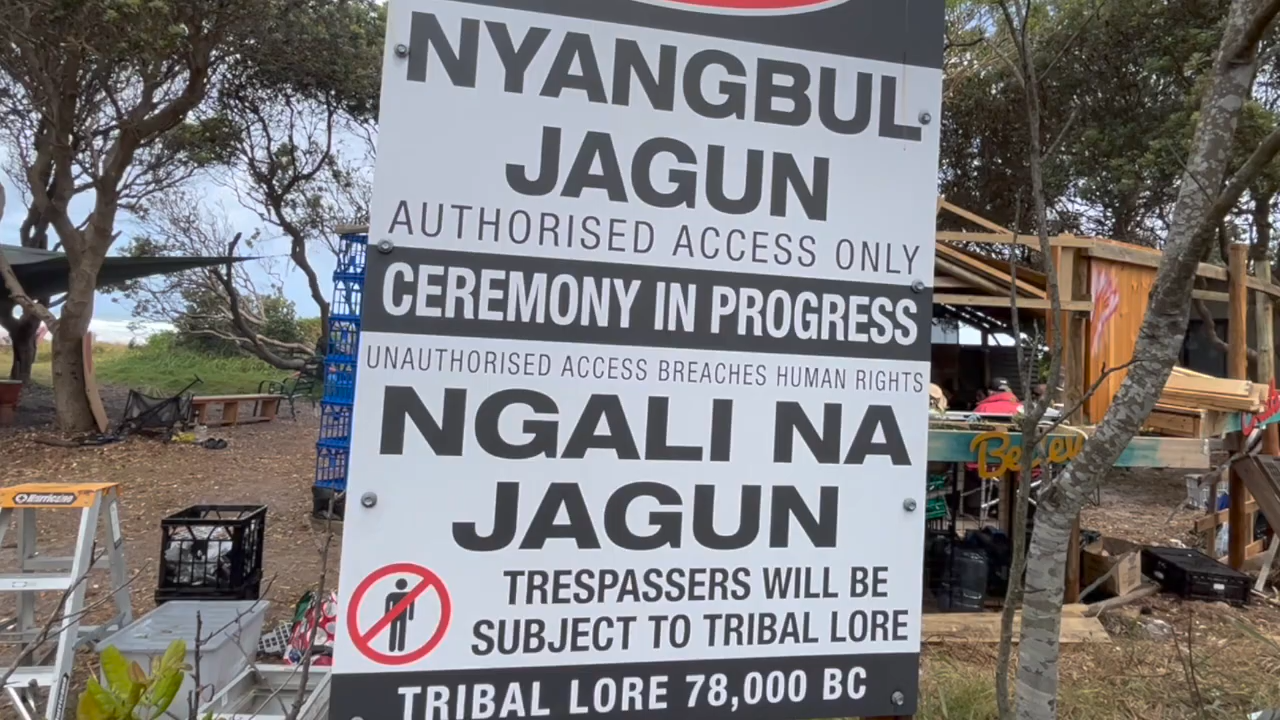 NYANGBUL
JAGUN
AUTHORISED ACCESS ONLY
CEREMONY IN PROGRESS
UNAUTHORISED ACCESS BREACHES HUMAN RIGHTS
NGALI NA
JAGUN
TRESPASSERS WILL BE
SUBJECT TO TRIBAL LORE
TRIBAL LORE 78,000 BC
Hurricane